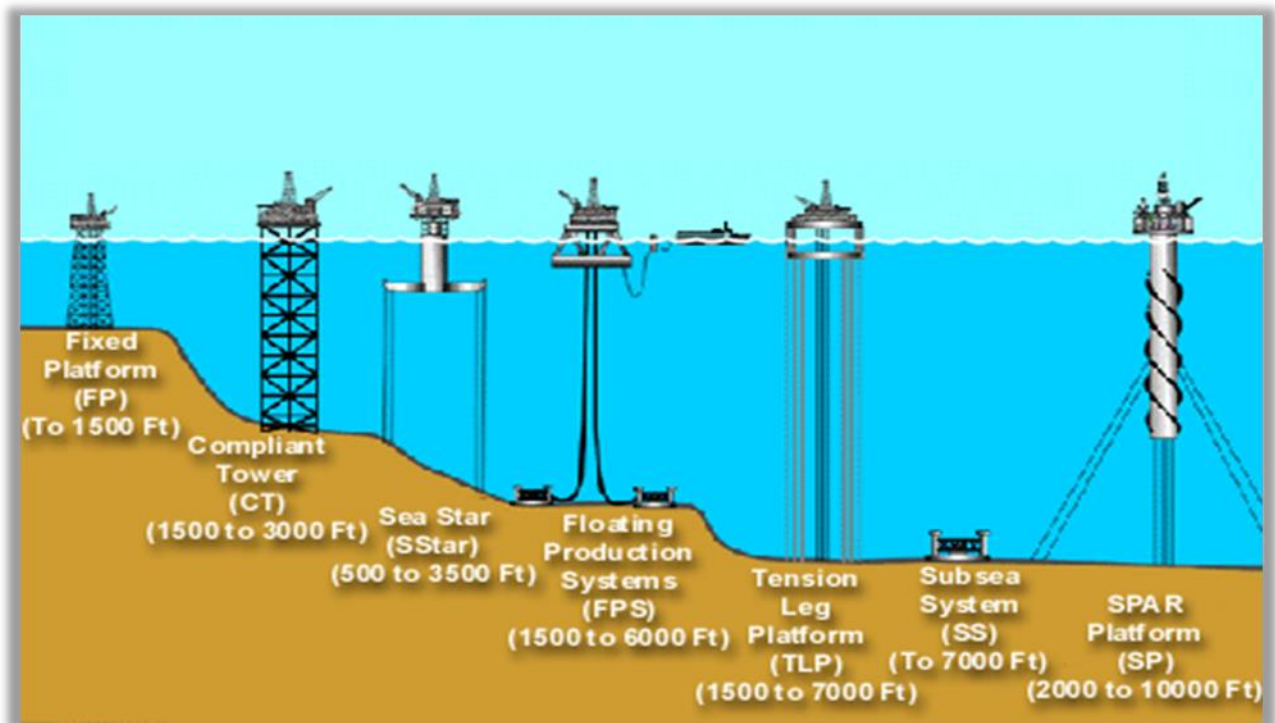 Fixed
Platform
(FP)
(To 1500 Ft)
Compliant
Tower
(CT)
(1500 to 3000 Ft)
Sea Star
(SStar)
(500 to 3500 Ft)
Floating
Production
Systems
(FPS)
(1500 to 6000 Ft)
Tension
Leg
Platform
(TLP)
(1500 to 7000 Ft)
Subsea
System
(SS)
(To 7000 Ft)
SPAR
Platform
(SP)
(2000 to 10000 Ft)